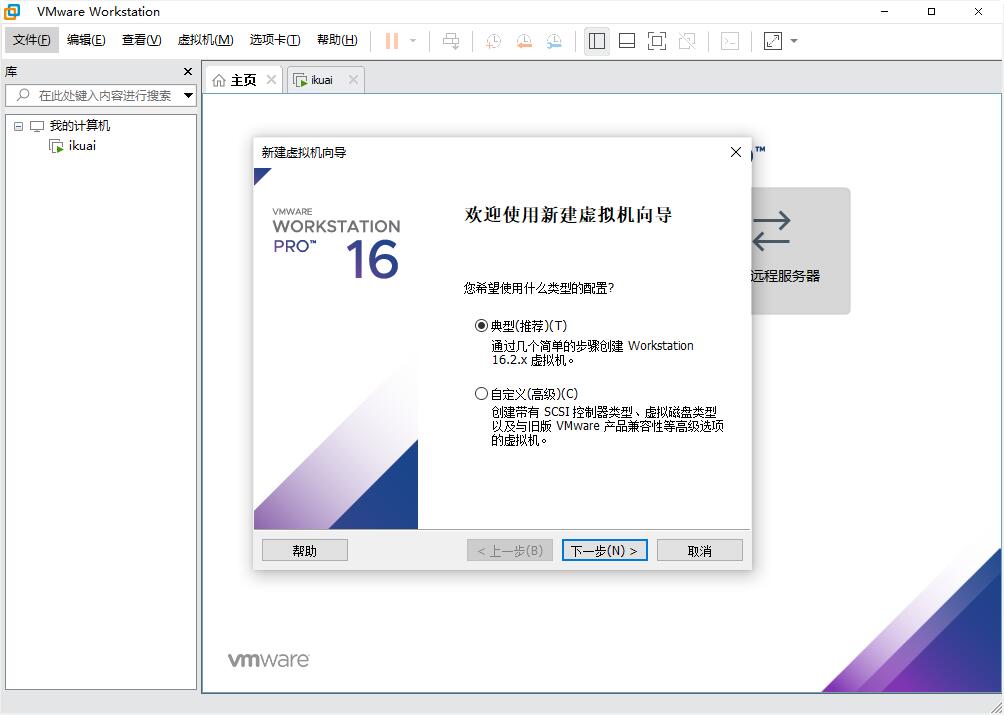 VMware Workstation
文件(F) 编辑(E) 查看(V) 虚拟机(M) 选项卡(T) 帮助(H)
库
在此处键入内容进行搜索
我的计算机
ikuai
主页
ikuai
™
远程服务器
新建虚拟机向导
VMWARE
WORKSTATION
PRO™ 16
欢迎使用新建虚拟机向导
您希望使用什么类型的配置?
典型(推荐)(T)
通过几个简单的步骤创建 Workstation
16.2.x 虚拟机。
自定义(高级)(C)
创建带有 SCSI 控制器类型、虚拟磁盘类型
以及与旧版 VMware 产品兼容性等高级选项
的虚拟机。
帮助
< 上一步(B)
下一步(N) >
取消
vmware